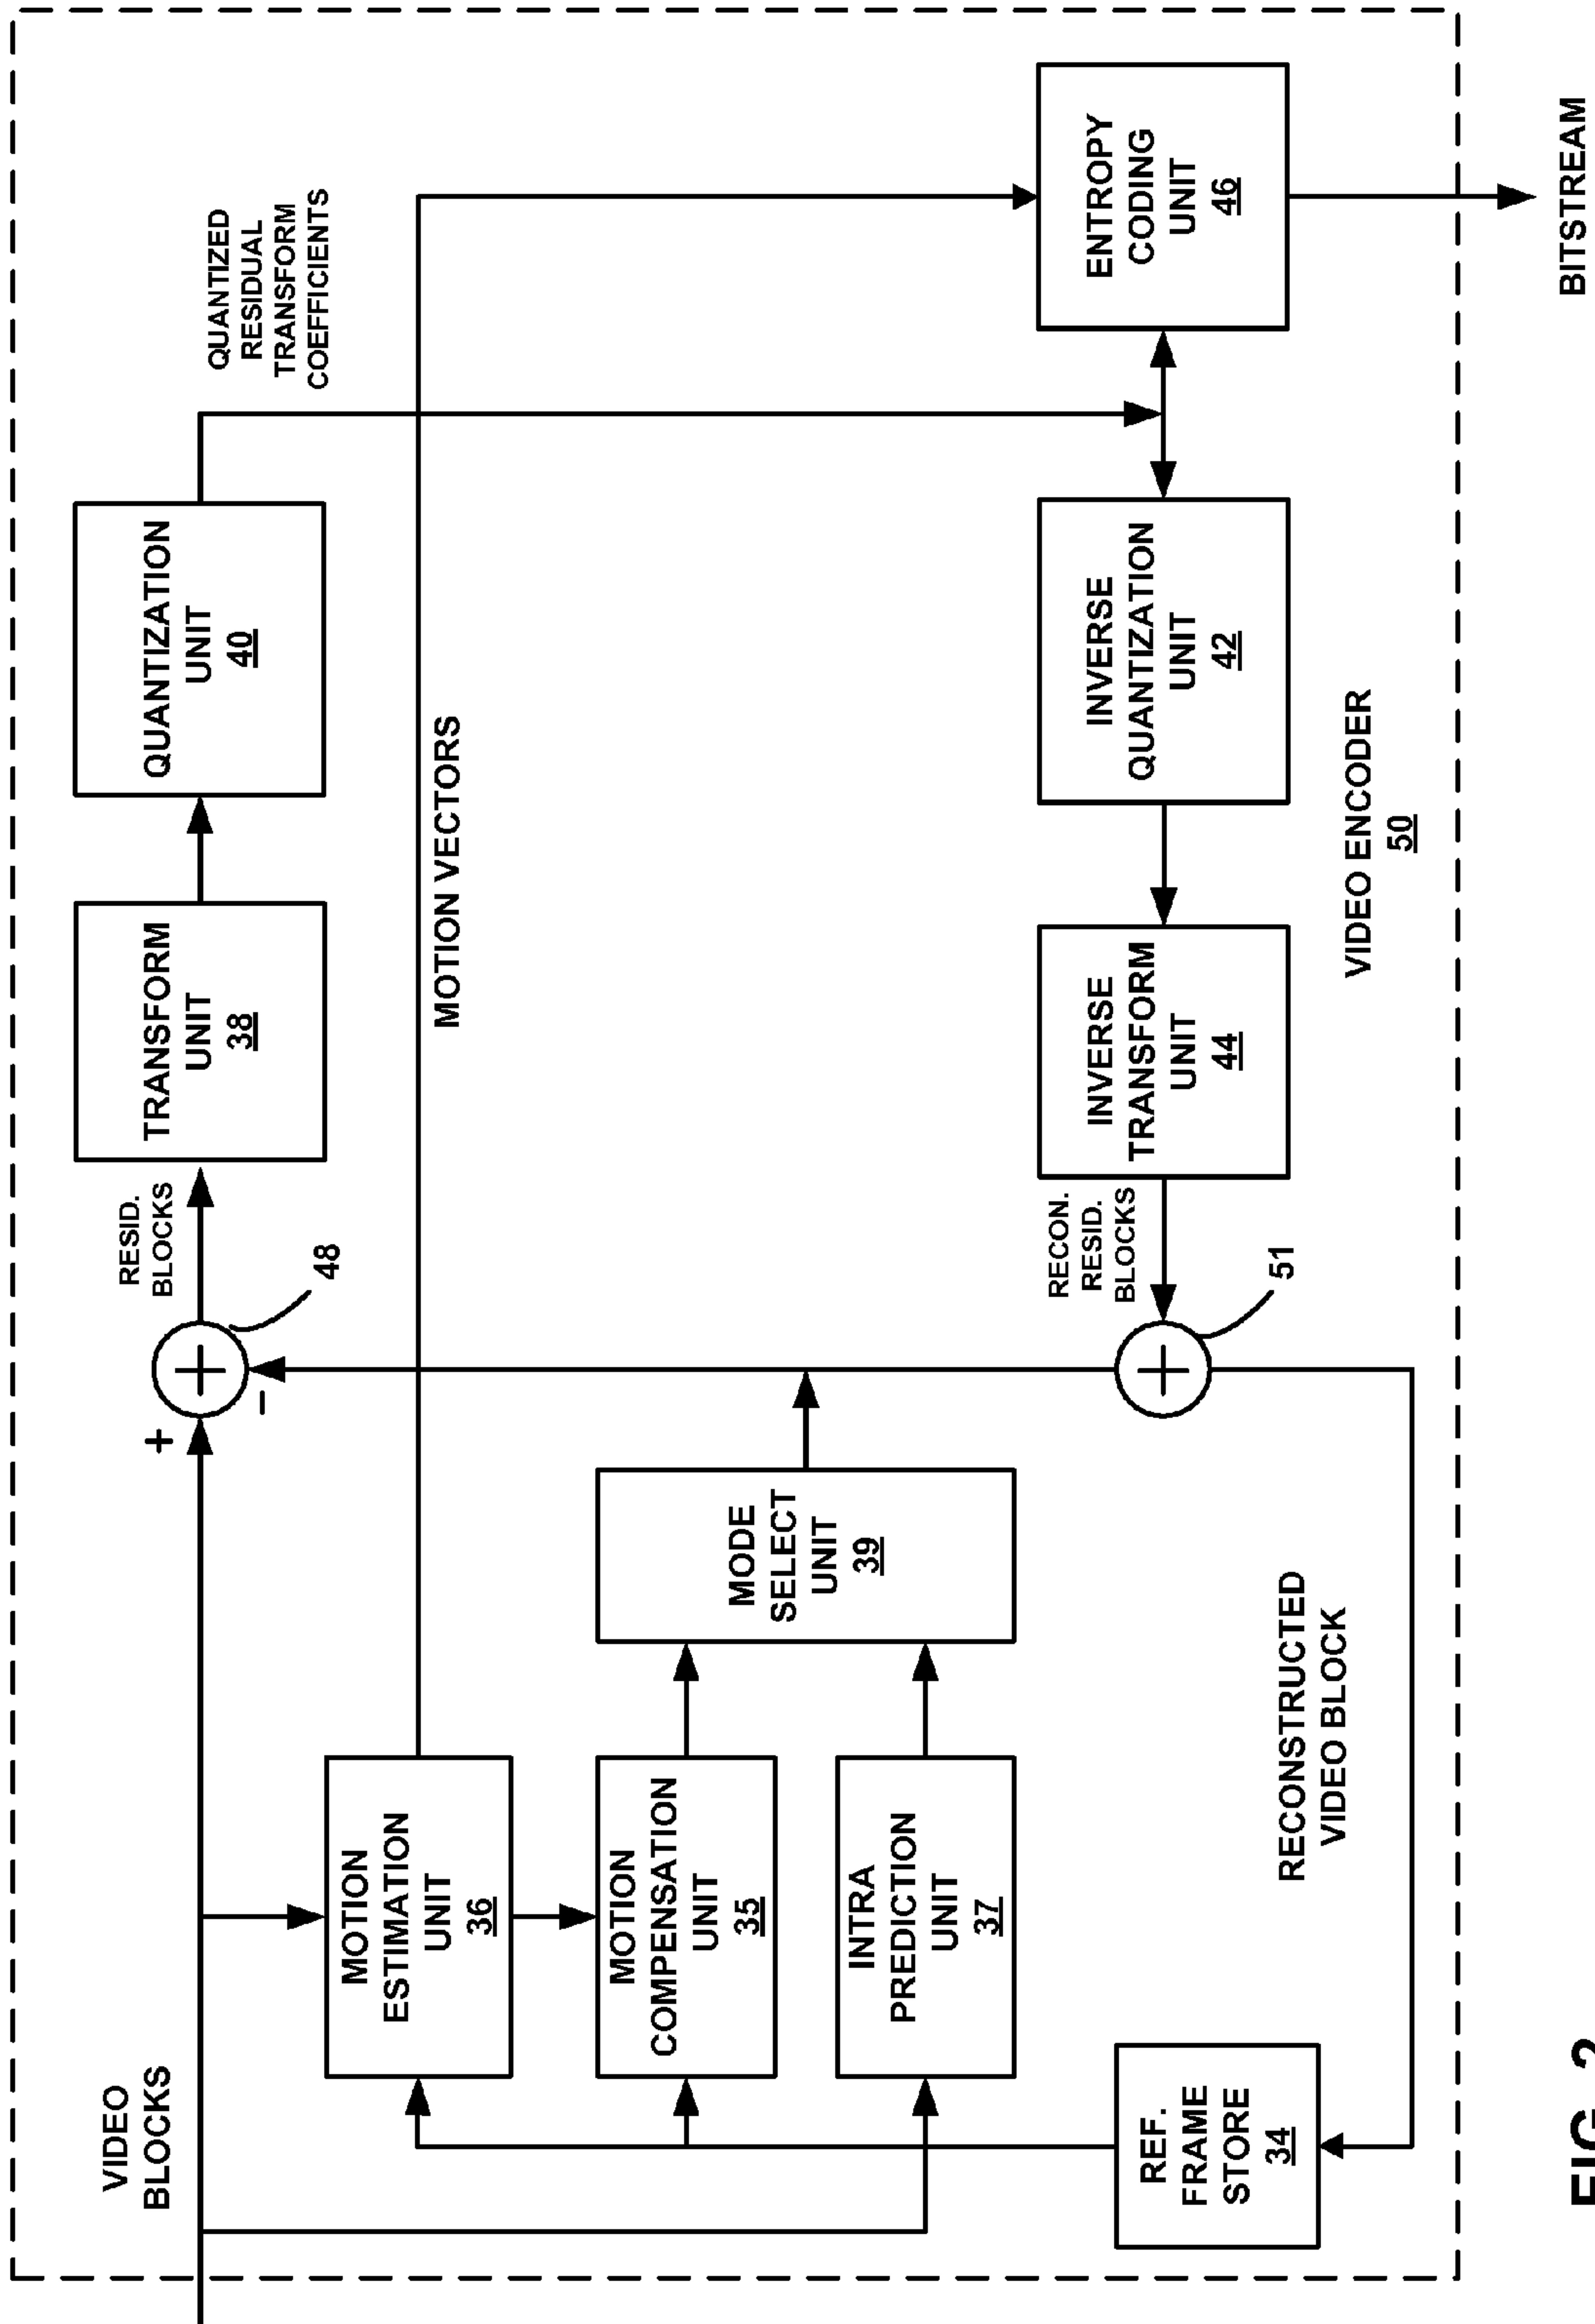 VIDEO
BLOCKS
+
-
48
RESID.
BLOCKS
TRANSFORM
UNIT
38
QUANTIZATION
UNIT
40
QUANTIZED
RESIDUAL
TRANSFORM
COEFFICIENTS
MOTION VECTORS
MOTION
ESTIMATION
UNIT
36
MOTION
COMPENSATION
UNIT
35
INTRA
PREDICTION
UNIT
37
MODE
SELECT
UNIT
39
REF.
FRAME
STORE
34
RECONSTRUCTED
VIDEO BLOCK
51
RECON.
RESID.
BLOCKS
INVERSE
TRANSFORM
UNIT
44
INVERSE
QUANTIZATION
UNIT
42
ENTROPY
CODING
UNIT
46
VIDEO ENCODER
50
BITSTREAM
FIG. 2